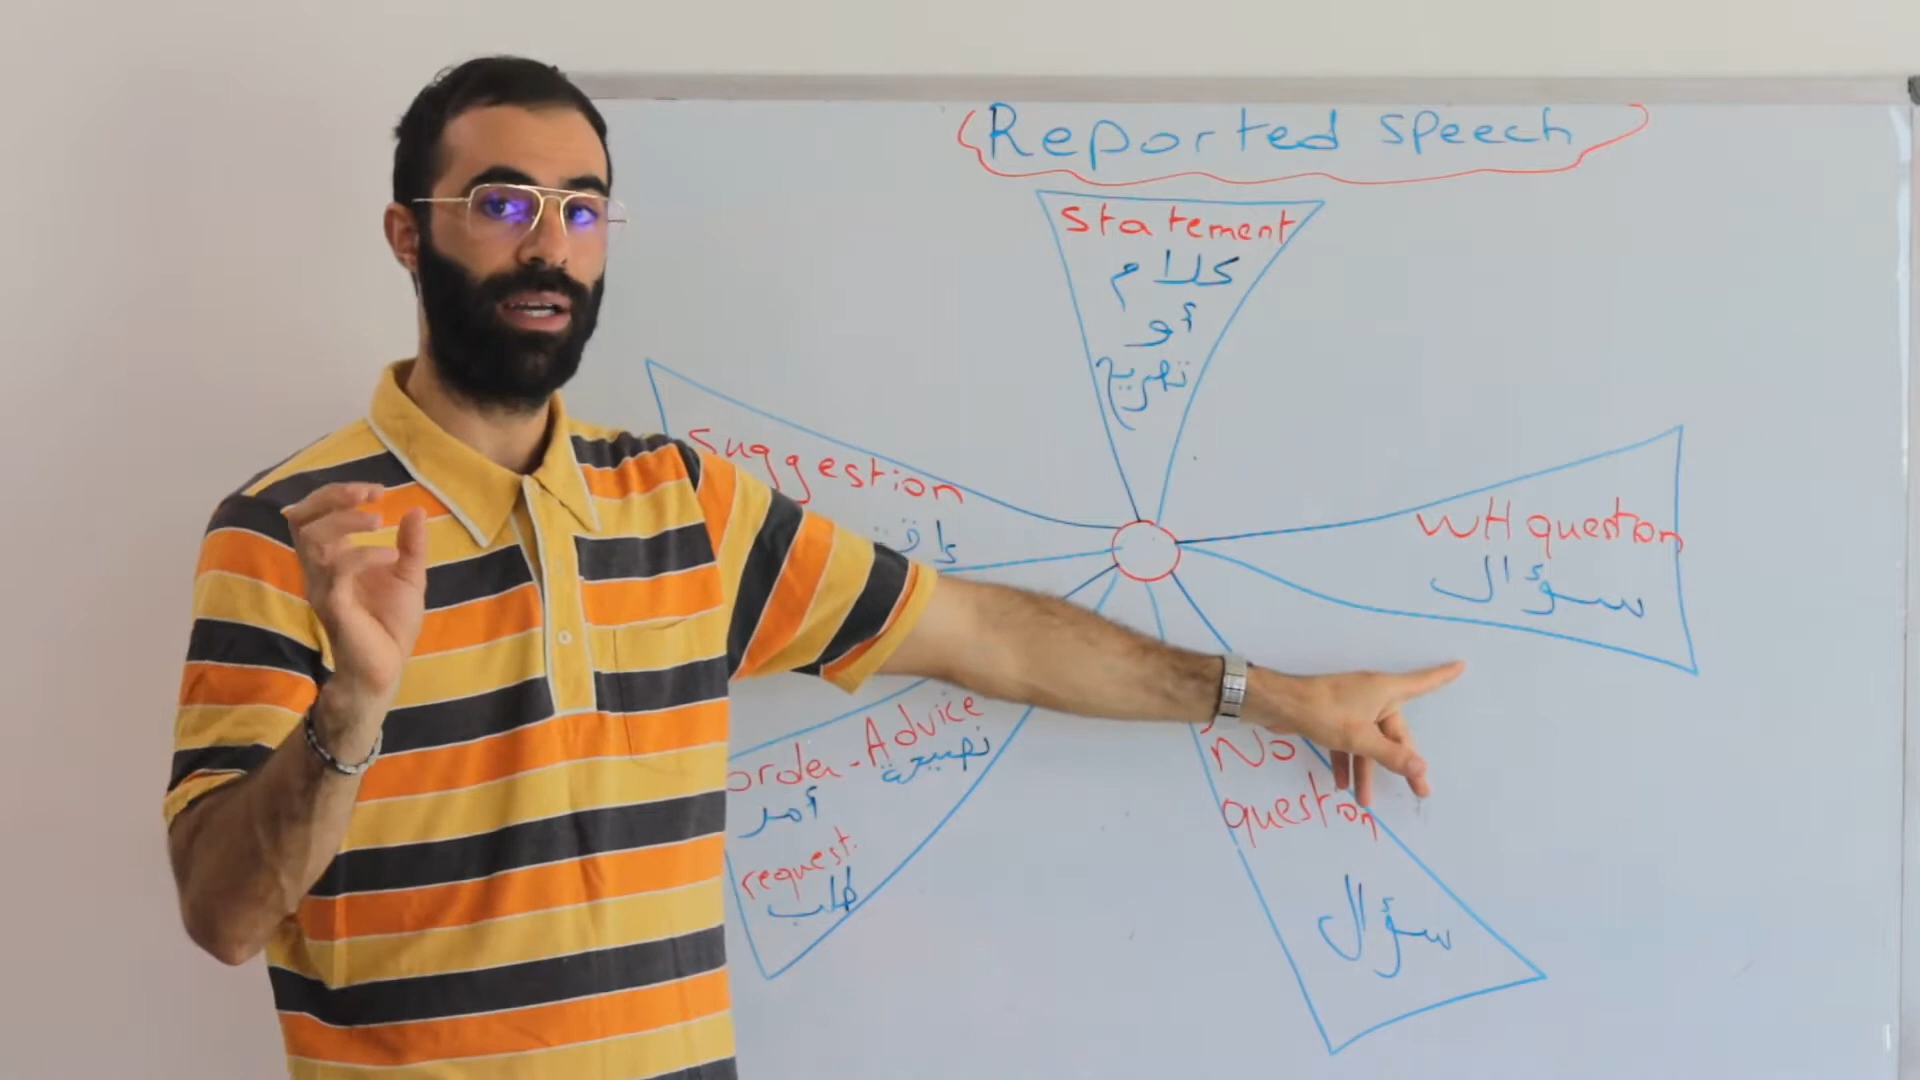 Reported speech
Statement
كلام
أو
تصريح
Suggestion
WH question
سؤال
order - Advice
نصيحة
أمر
request.
طلب
No
question
سؤال